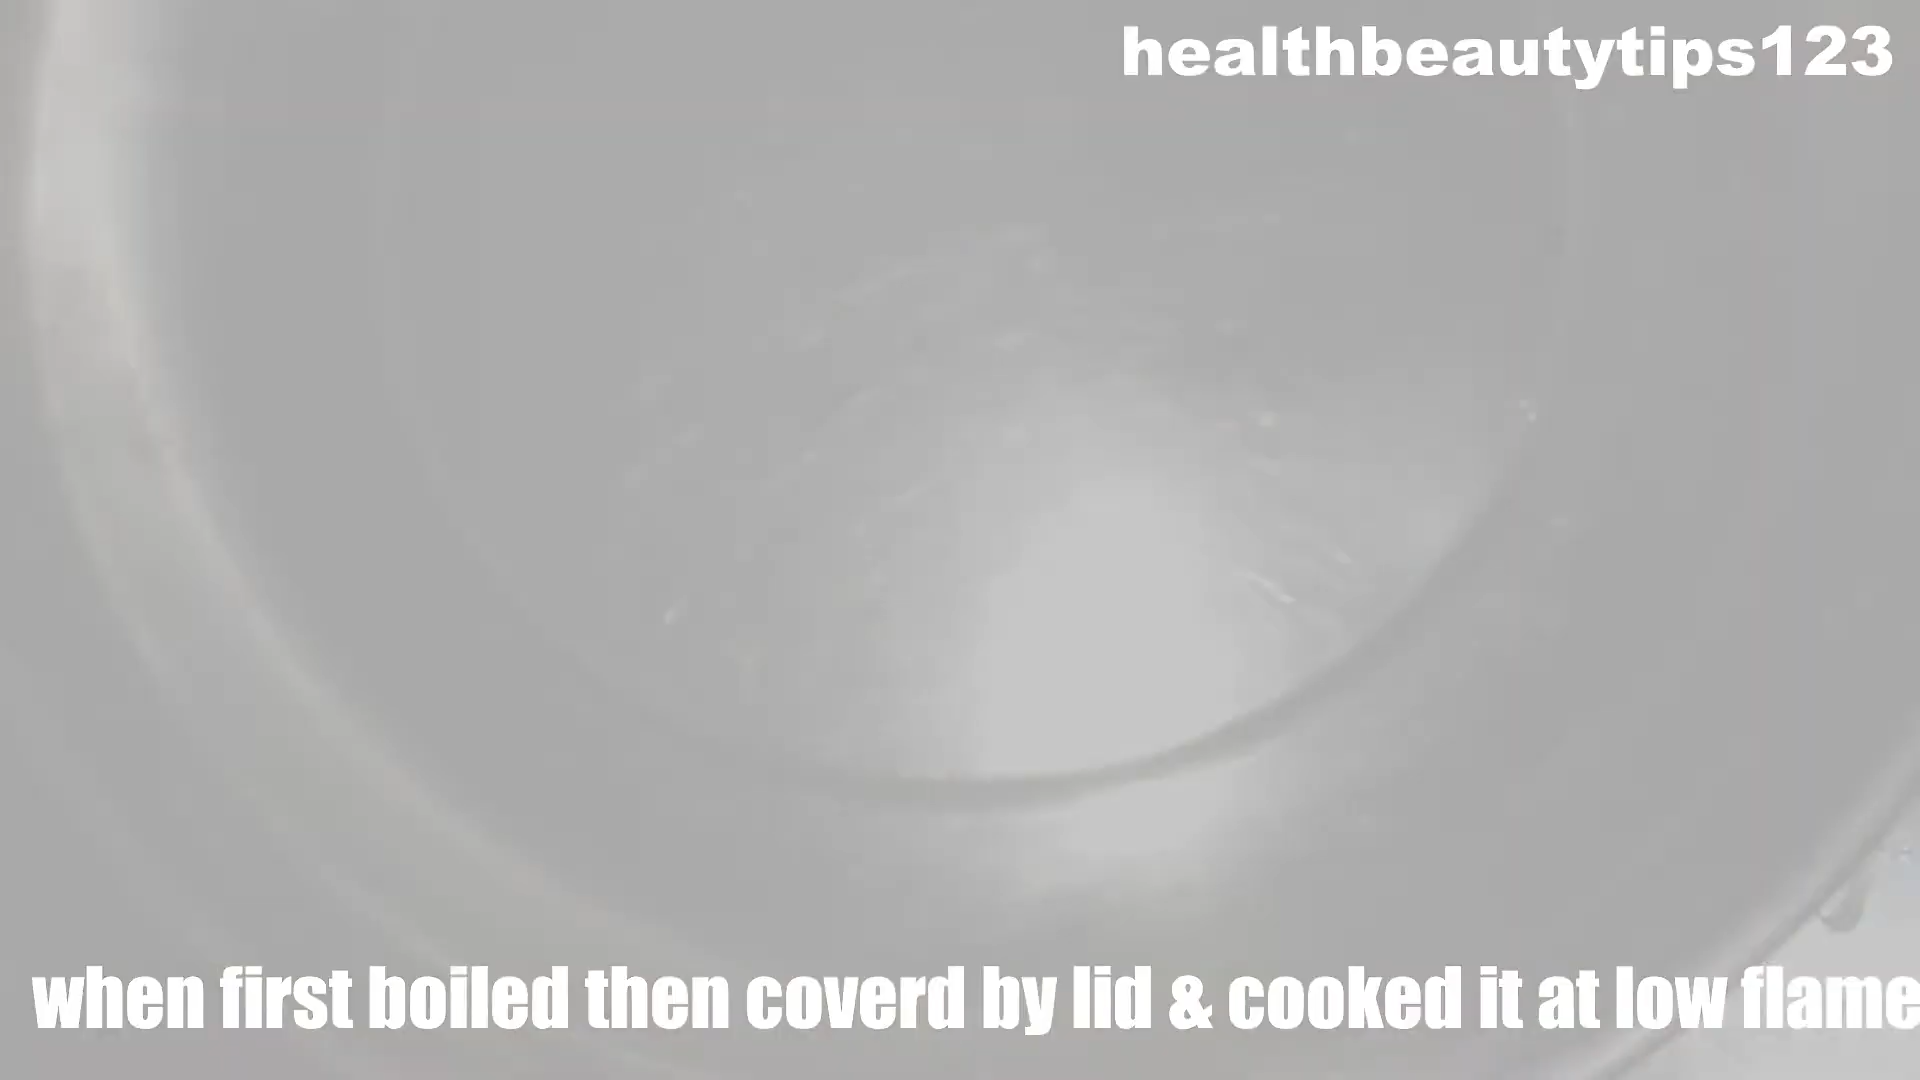 healthbeautytips123
when first boiled then coverd by lid & cooked it at low flame